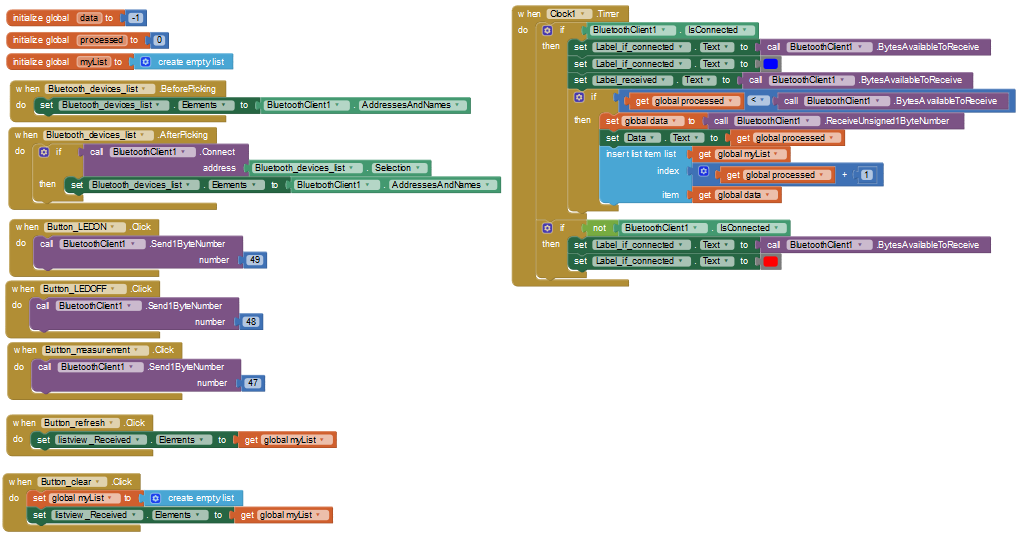 initialize global data to -1
initialize global processed to 0
initialize global myList to create empty list
when Bluetooth_devices_list .BeforePicking
do set Bluetooth_devices_list . Elements to BluetoothClient1 . AddressesAndNames
when Bluetooth_devices_list .AfterPicking
do if call BluetoothClient1 .Connect
address Bluetooth_devices_list . Selection
then set Bluetooth_devices_list . Elements to BluetoothClient1 . AddressesAndNames
when Button_LEDON .Click
do call BluetoothClient1 .Send1ByteNumber
number 49
when Button_LEDOFF .Click
do call BluetoothClient1 .Send1ByteNumber
number 48
when Button_measurement .Click
do call BluetoothClient1 .Send1ByteNumber
number 47
when Button_refresh .Click
do set listview_Received . Elements to get global myList
when Button_clear .Click
do set global myList to create empty list
set listview_Received . Elements to get global myList
when Clock1 .Timer
do if BluetoothClient1 . IsConnected
then set Label_if_connected . Text to call BluetoothClient1 .BytesAvailableToReceive
set Label_if_connected . Text to
set Label_received . Text to call BluetoothClient1 .BytesAvailableToReceive
if get global processed < call BluetoothClient1 .BytesAvailableToReceive
then set global data to call BluetoothClient1 .ReceiveUnsigned1ByteNumber
set Data . Text to get global processed
insert list item list get global myList
index get global processed + 1
item get global data
if not BluetoothClient1 . IsConnected
then set Label_if_connected . Text to call BluetoothClient1 .BytesAvailableToReceive
set Label_if_connected . Text to